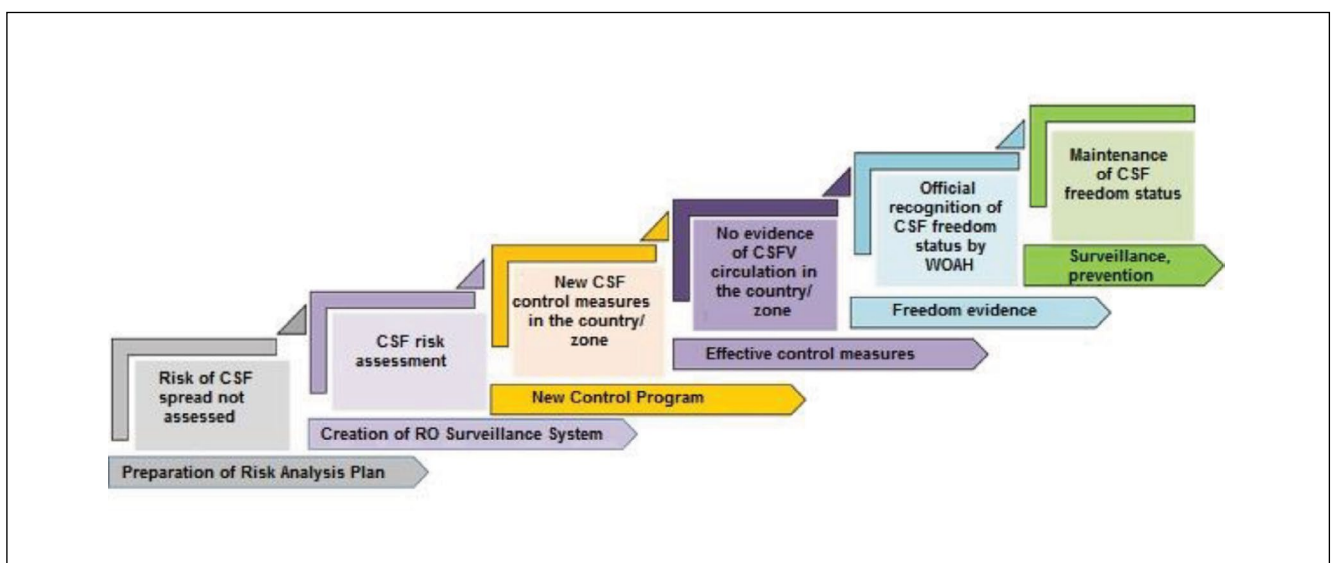 Risk of CSF
spread not
assessed
Preparation of Risk Analysis Plan
CSF risk
assessment
Creation of RO Surveillance System
New CSF
control measures
in the country/
zone
New Control Program
No evidence
of CSFV
circulation in
the country/
zone
Effective control measures
Official
recognition of
CSF freedom
status by
WOAH
Freedom evidence
Maintenance
of CSF
freedom status
Surveillance,
prevention